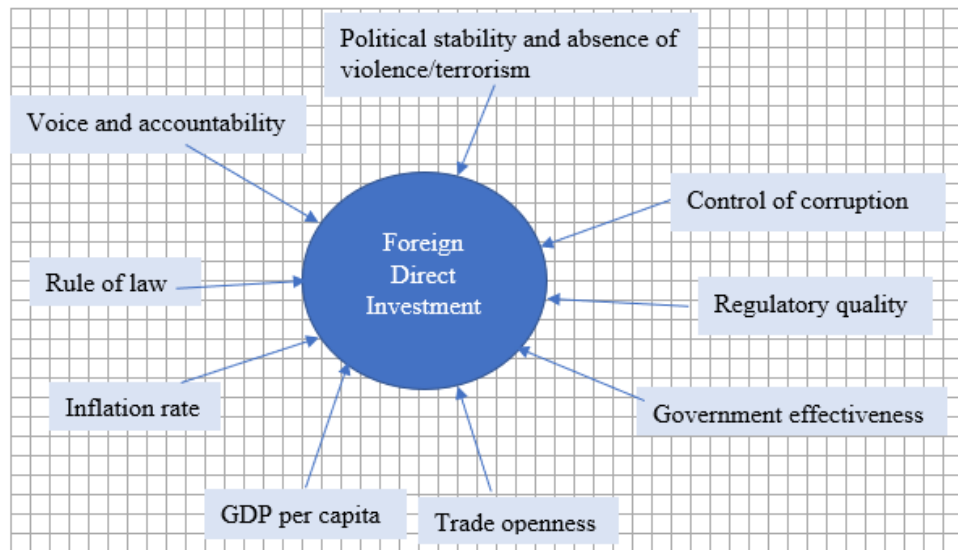 Political stability and absence of
violence/terrorism
Voice and accountability
Control of corruption
Foreign
Direct
Investment
Rule of law
Regulatory quality
Inflation rate
Government effectiveness
GDP per capita
Trade openness